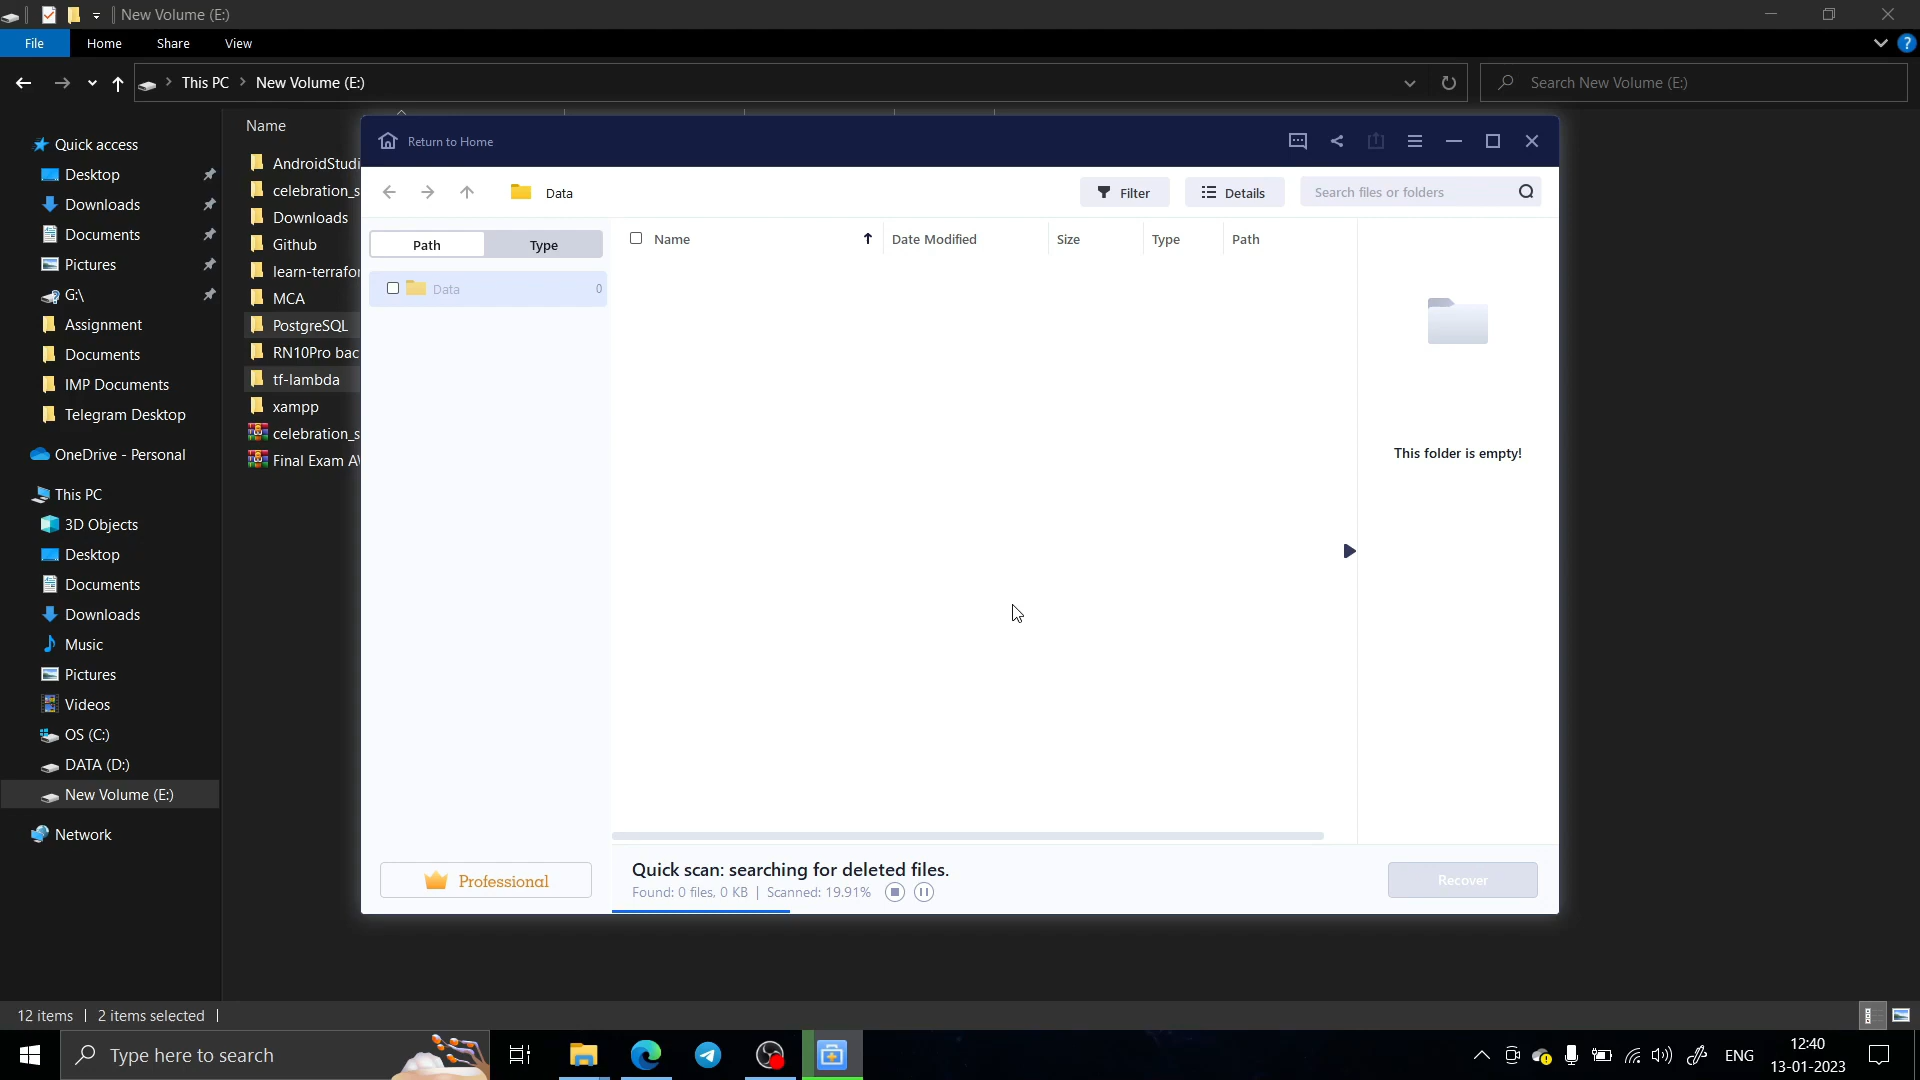 New Volume (E:)
File
Home
Share
View
This PC
New Volume (E:)
Search New Volume (E:)
Quick access
Desktop
Downloads
Documents
Pictures
G:\
Assignment
Documents
IMP Documents
Telegram Desktop
OneDrive - Personal
This PC
3D Objects
Desktop
Documents
Downloads
Music
Pictures
Videos
OS (C:)
DATA (D:)
New Volume (E:)
Network
Name
AndroidStudi
celebration_s
Downloads
Github
learn-terrafor
MCA
PostgreSQL
RN10Pro bac
tf-lambda
xampp
celebration_s
Final Exam AW
Return to Home
Data
Filter
Details
Search files or folders
Path
Type
Data 0
Name
Date Modified
Size
Type
Path
This folder is empty!
Professional
Quick scan: searching for deleted files.
Found: 0 files, 0 KB | Scanned: 19.91%
Recover
12 items
2 items selected
Type here to search
ENG
12:40
13-01-2023